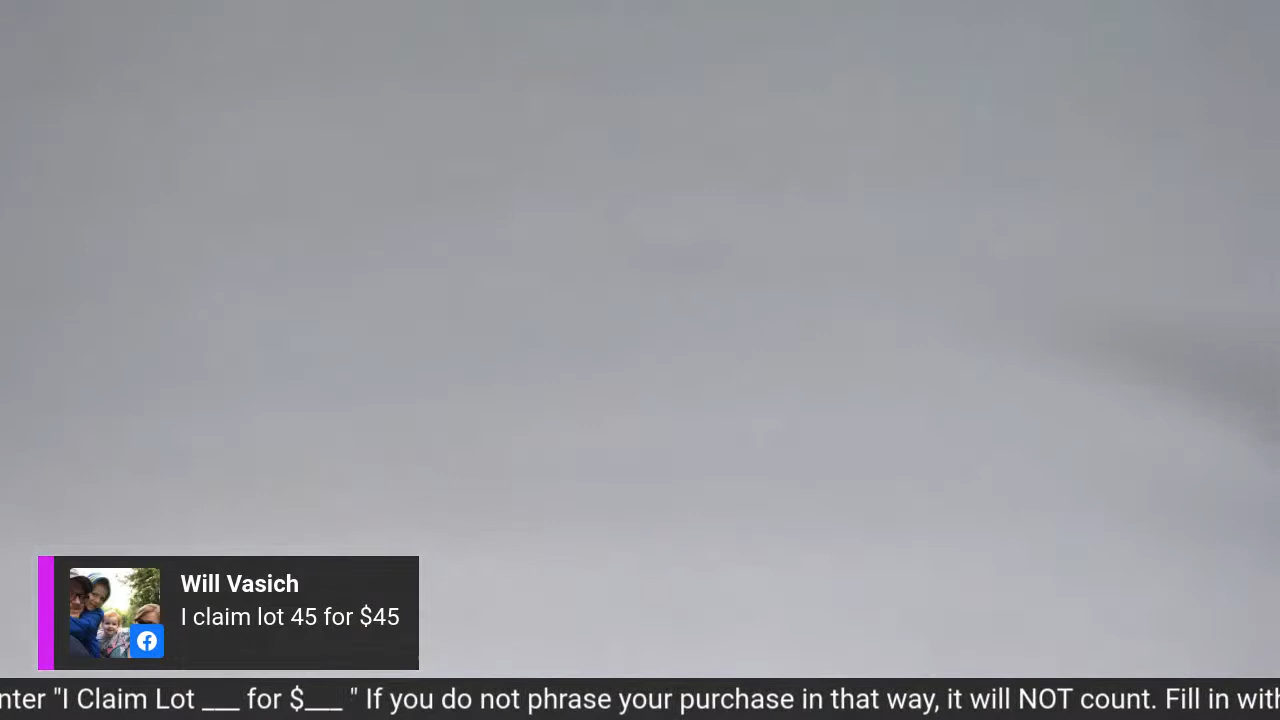 Will Vasich
I claim lot 45 for $45
nter "I Claim Lot ___ for $___ " If you do not phrase your purchase in that way, it will NOT count. Fill in with